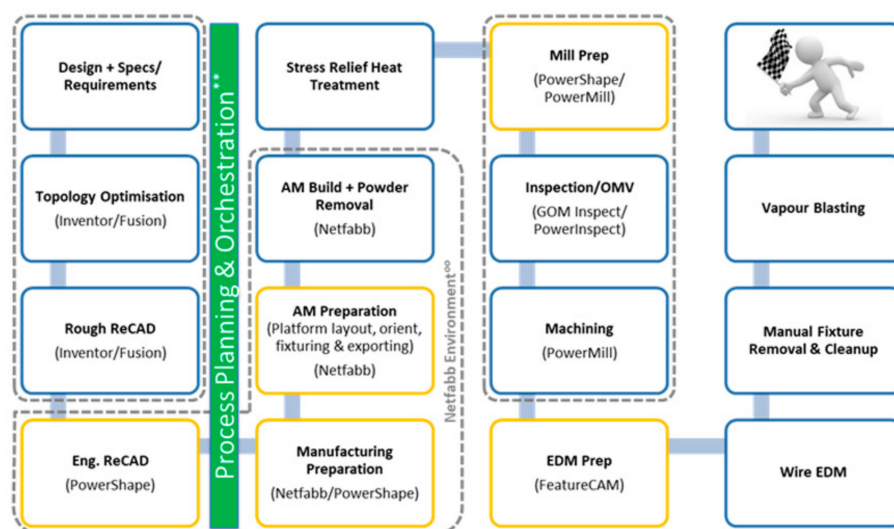 Design + Specs/
Requirements
Topology Optimisation
(Inventor/Fusion)
Rough ReCAD
(Inventor/Fusion)
Eng. ReCAD
(PowerShape)
Process Planning & Orchestration**
Stress Relief Heat
Treatment
AM Build + Powder
Removal
(Netfabb)
AM Preparation
(Platform layout, orient,
fixturing & exporting)
(Netfabb)
Manufacturing
Preparation
(Netfabb/PowerShape)
Netfabb Environment°°
Mill Prep
(PowerShape/
PowerMill)
Inspection/OMV
(GOM Inspect/
PowerInspect)
Machining
(PowerMill)
EDM Prep
(FeatureCAM)
Vapour Blasting
Manual Fixture
Removal & Cleanup
Wire EDM